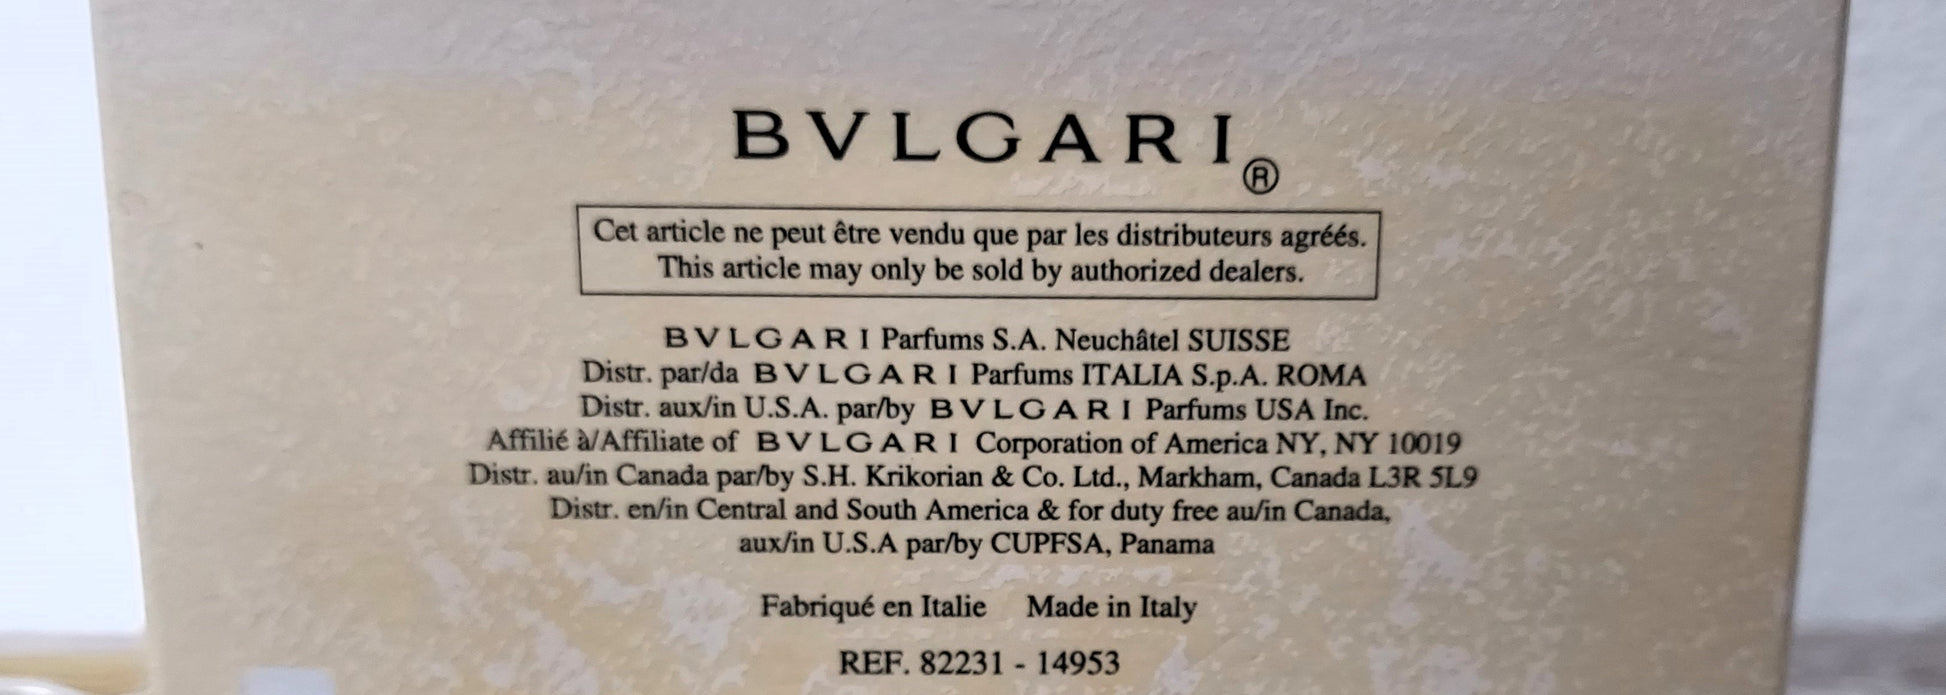 BVLGARI®
Cet article ne peut être vendu que par les distributeurs agréés.
This article may only be sold by authorized dealers.
BVLGARI Parfums S.A. Neuchâtel SUISSE
Distr. par/da BVLGARI Parfums ITALIA S.p.A. ROMA
Distr. aux/in U.S.A. par/by BVLGARI Parfums USA Inc.
Affilié à/Affiliate of BVLGARI Corporation of America NY, NY 10019
Distr. au/in Canada par/by S.H. Krikorian & Co. Ltd., Markham, Canada L3R 5L9
Distr. en/in Central and South America & for duty free au/in Canada,
aux/in U.S.A par/by CUPFSA, Panama
Fabriqué en Italie Made in Italy
REF. 82231 - 14953